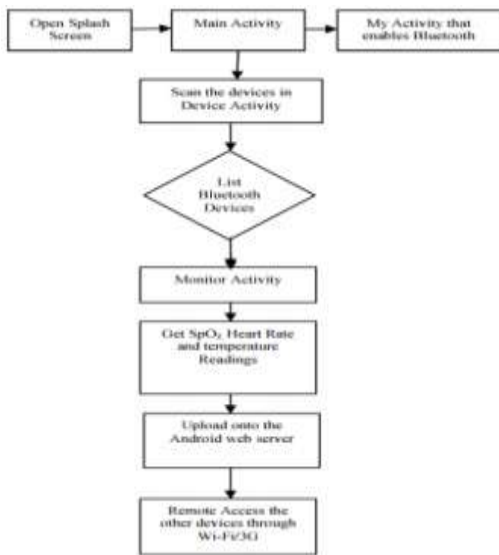 Open Splash
Screen
Main Activity
My Activity that
enables Bluetooth
Scan the devices in
Device Activity
List
Bluetooth
Devices
Monitor Activity
Get SpO₂ Heart Rate
and temperature
Readings
Upload onto the
Android web server
Remote Access the
other devices through
Wi-Fi/3G